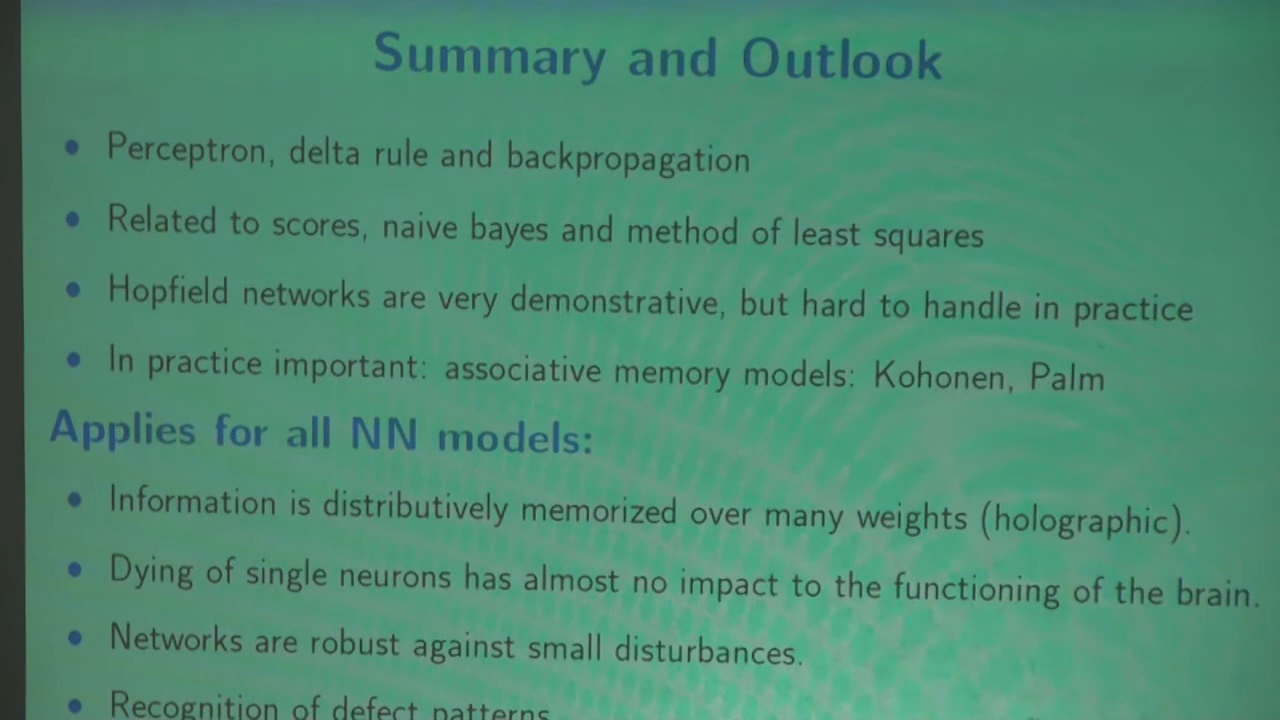 Summary and Outlook
• Perceptron, delta rule and backpropagation
• Related to scores, naive bayes and method of least squares
• Hopfield networks are very demonstrative, but hard to handle in practice
• In practice important: associative memory models: Kohonen, Palm
Applies for all NN models:
• Information is distributively memorized over many weights (holographic).
• Dying of single neurons has almost no impact to the functioning of the brain.
• Networks are robust against small disturbances.
• Recognition of defect patterns